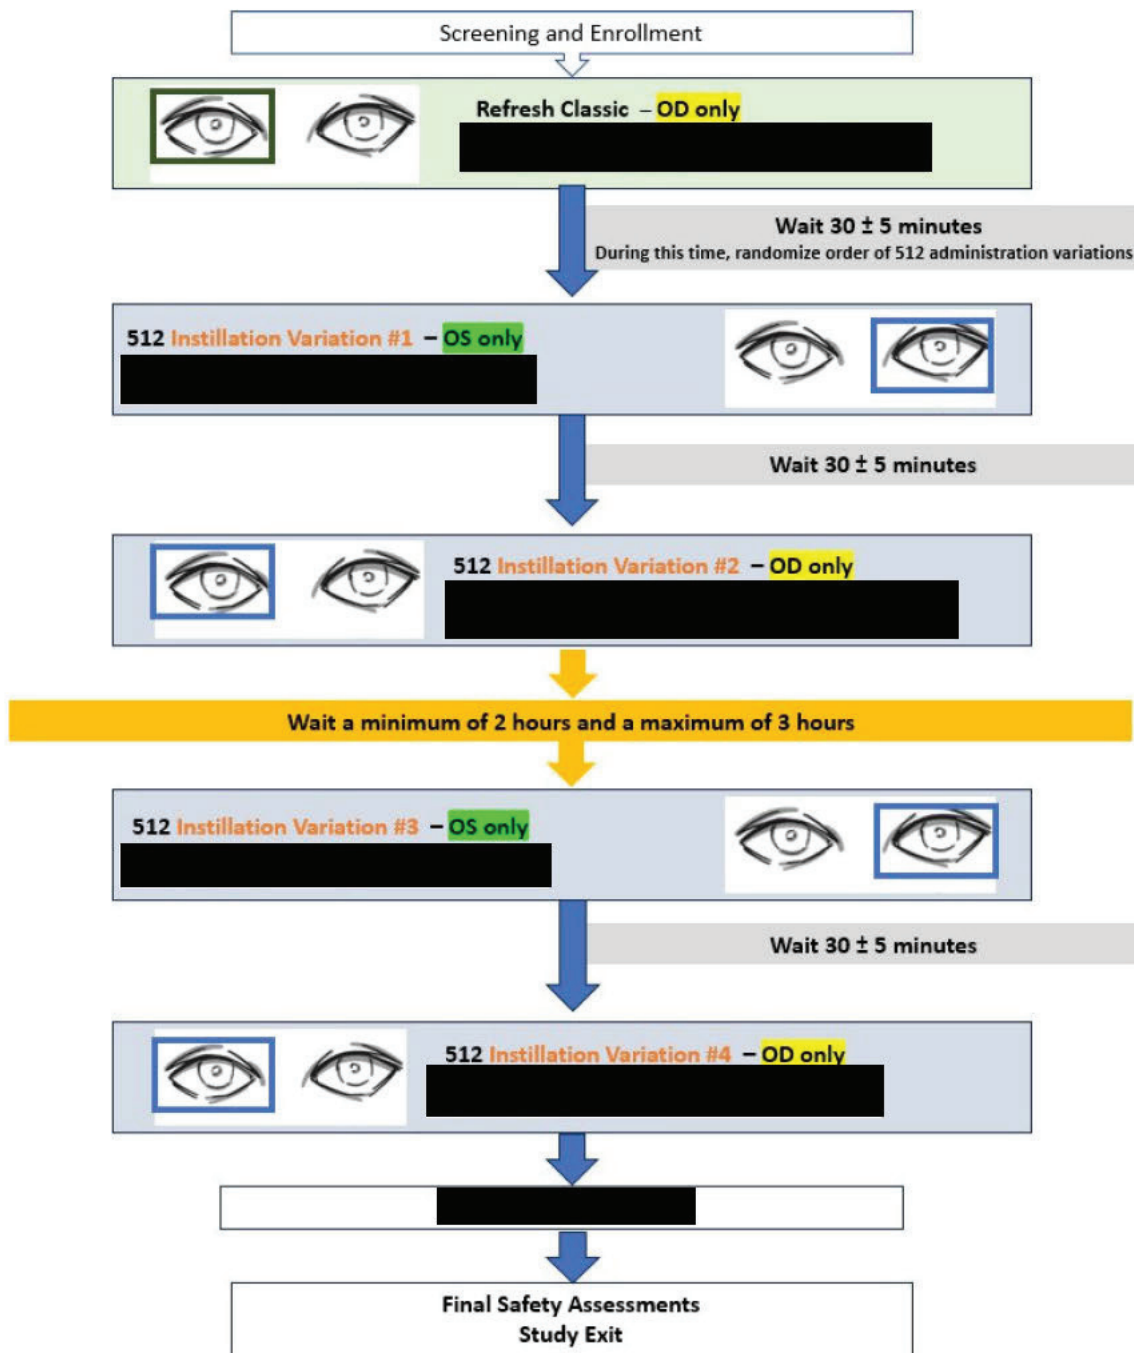 Screening and Enrollment
Refresh Classic – OD only
Wait 30 ± 5 minutes
During this time, randomize order of 512 administration variations
512 Instillation Variation #1 – OS only
Wait 30 ± 5 minutes
512 Instillation Variation #2 – OD only
Wait a minimum of 2 hours and a maximum of 3 hours
512 Instillation Variation #3 – OS only
Wait 30 ± 5 minutes
512 Instillation Variation #4 – OD only
Final Safety Assessments
Study Exit